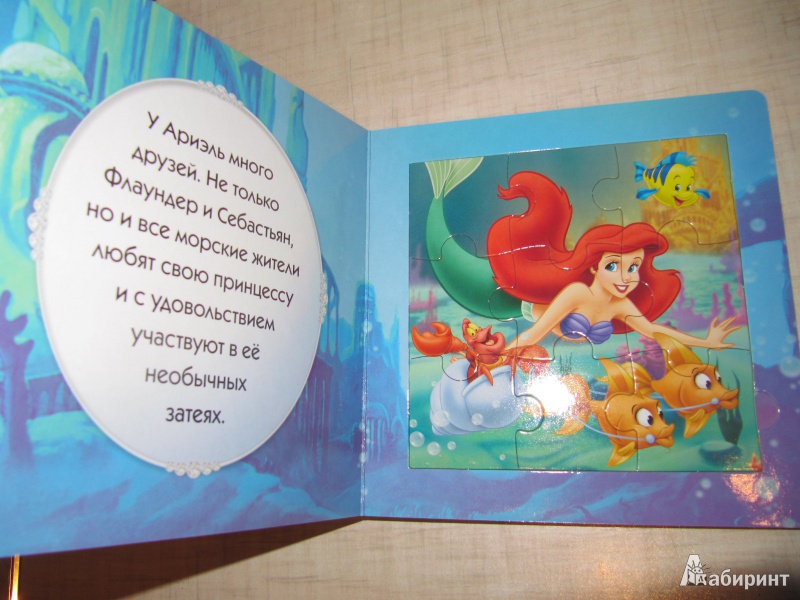 У Ариэль много
друзей. Не только
Флаундер и Себастьян,
но и все морские жители
любят свою принцессу
и с удовольствием
участвуют в её
необычных
затеях.
Лабиринт